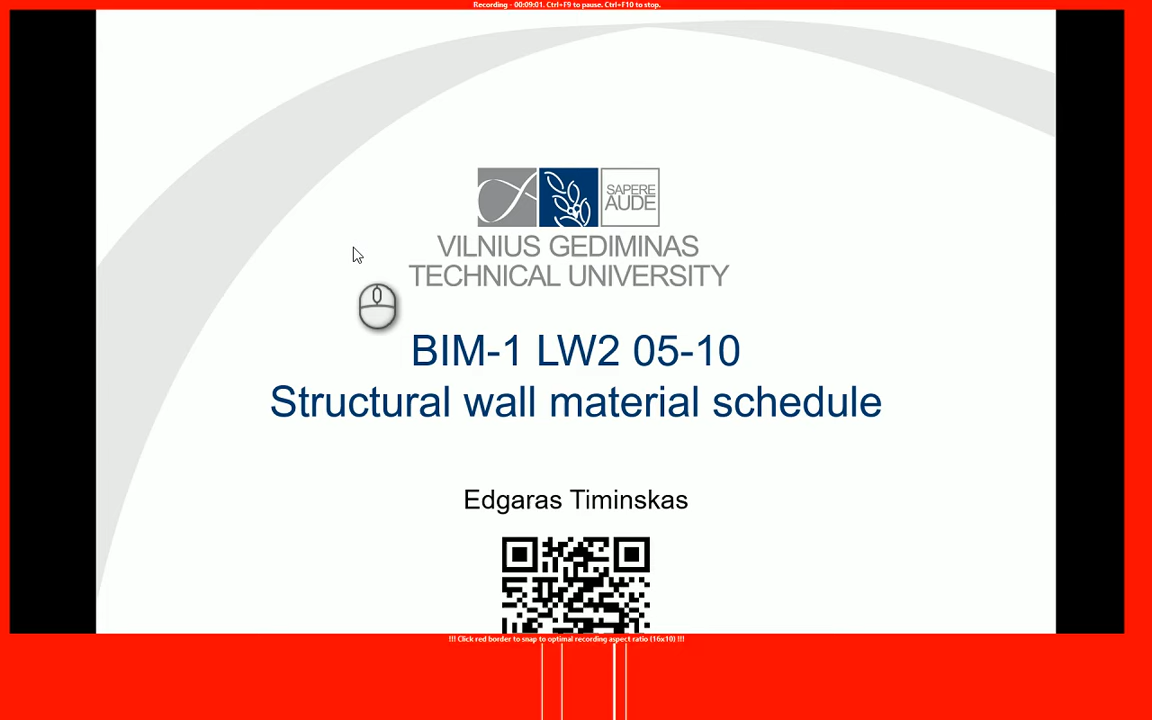 Recording - 00:09:01. Ctrl+F9 to pause. Ctrl+F10 to stop.
SAPERE
AUDE
VILNIUS GEDIMINAS
TECHNICAL UNIVERSITY
BIM-1 LW2 05-10
Structural wall material schedule
Edgaras Timinskas
!!! Click red border to snap to optimal recording aspect ratio (16x10) !!!